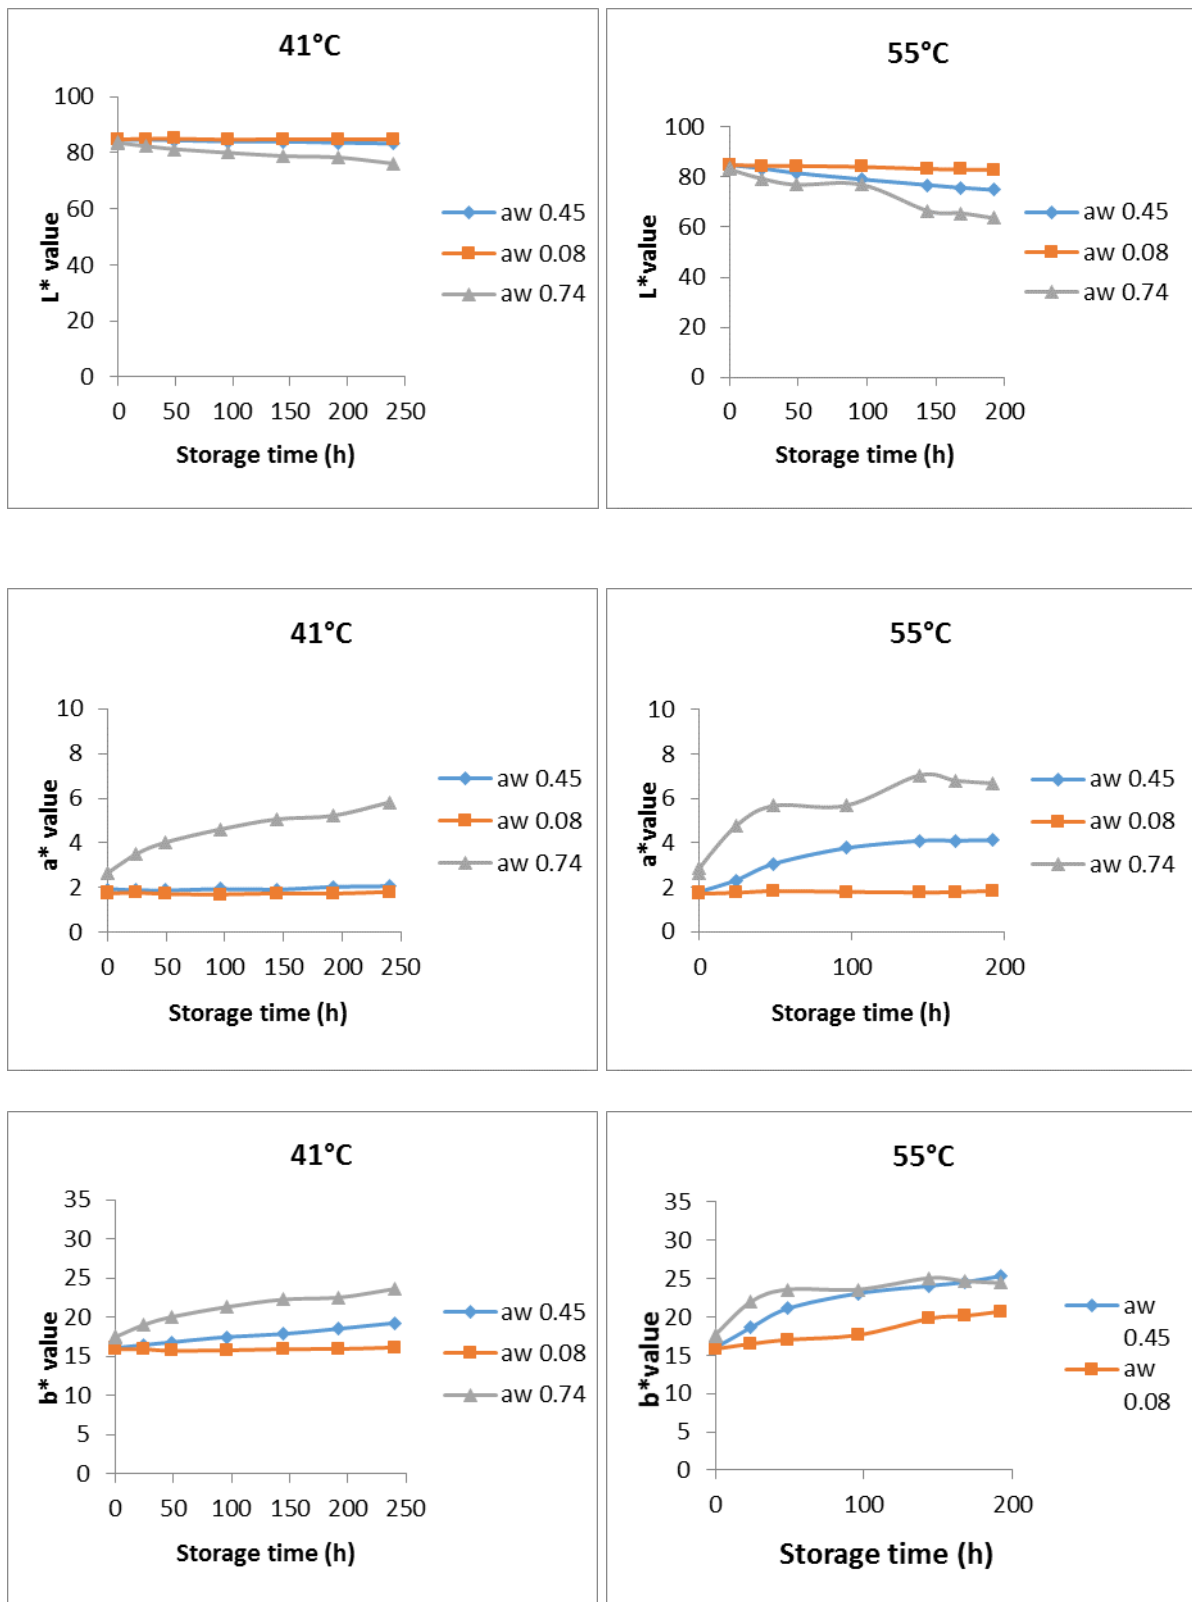 41°C
100
80
60
40
20
0
L* value
0 50 100 150 200 250
Storage time (h)
aw 0.45
aw 0.08
aw 0.74
55°C
100
80
60
40
20
0
L*value
0 50 100 150 200
Storage time (h)
aw 0.45
aw 0.08
aw 0.74
41°C
10
8
6
4
2
0
a* value
0 50 100 150 200 250
Storage time (h)
aw 0.45
aw 0.08
aw 0.74
55°C
10
8
6
4
2
0
a*value
0 100 200
Storage time (h)
aw 0.45
aw 0.08
aw 0.74
41°C
35
30
25
20
15
10
5
0
b* value
0 50 100 150 200 250
Storage time (h)
aw 0.45
aw 0.08
aw 0.74
55°C
35
30
25
20
15
10
5
0
b*value
0 100 200
Storage time (h)
aw
0.45
aw
0.08